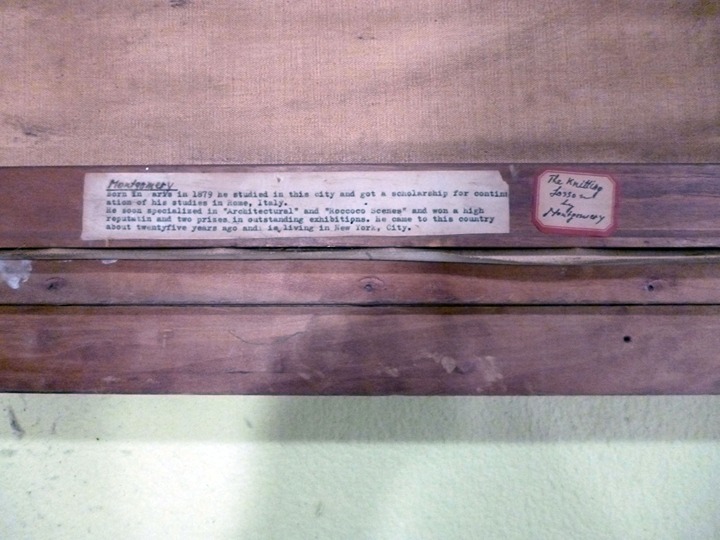 Montgomery
Born in Paris in 1879 he studied in this city and got a scholarship for contin
ation of his studies in Rome, Italy.
He soon specialized in "Architectural" and "Roccoco Scenes" and won a high
reputatin and two prizes in outstanding exhibitions. He came to this country
about twentyfive years ago and is living in New York, City.
The Knitting
Lesson
by
Montgomery